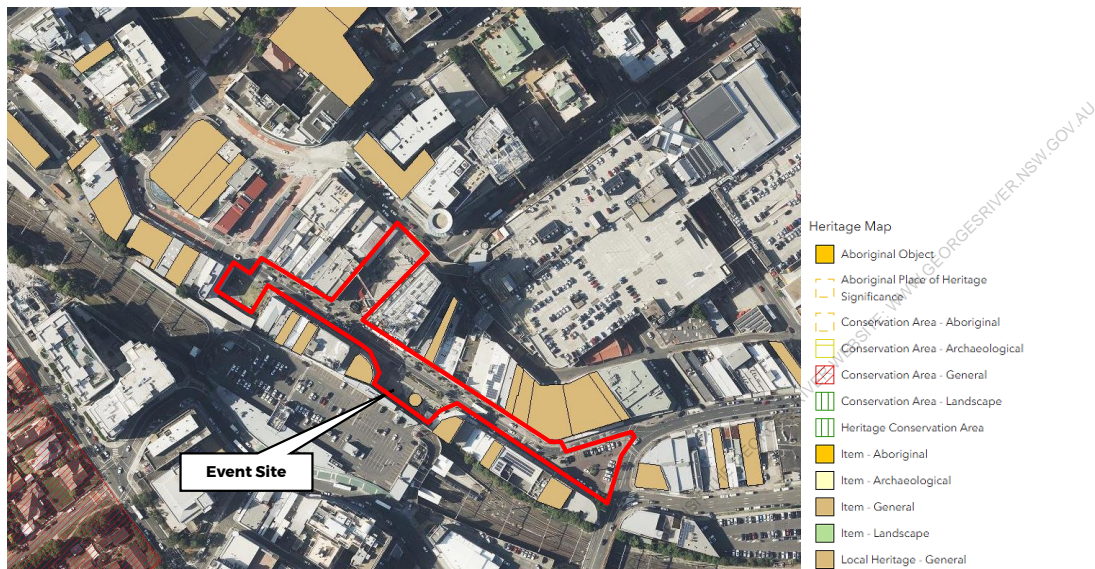 Event Site
Heritage Map
Aboriginal Object
Aboriginal Place of Heritage
Significance
Conservation Area - Aboriginal
Conservation Area - Archaeological
Conservation Area - General
Conservation Area - Landscape
Heritage Conservation Area
Item - Aboriginal
Item - Archaeological
Item - General
Item - Landscape
Local Heritage - General
WEBSITE: WWW.GEORGESRIVER.NSW.GOV.AU